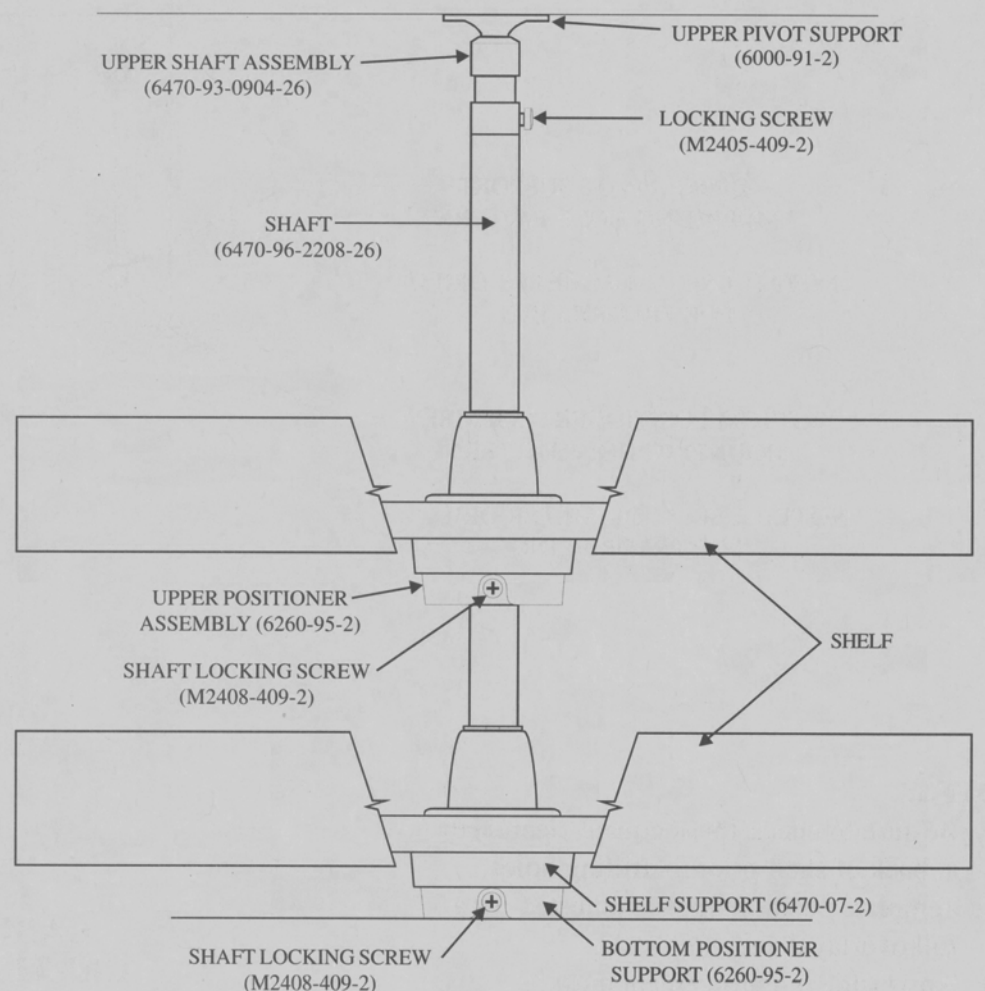 UPPER PIVOT SUPPORT
(6000-91-2)
UPPER SHAFT ASSEMBLY
(6470-93-0904-26)
LOCKING SCREW
(M2405-409-2)
SHAFT
(6470-96-2208-26)
UPPER POSITIONER
ASSEMBLY (6260-95-2)
SHELF
SHAFT LOCKING SCREW
(M2408-409-2)
SHELF SUPPORT (6470-07-2)
SHAFT LOCKING SCREW
(M2408-409-2)
BOTTOM POSITIONER
SUPPORT (6260-95-2)